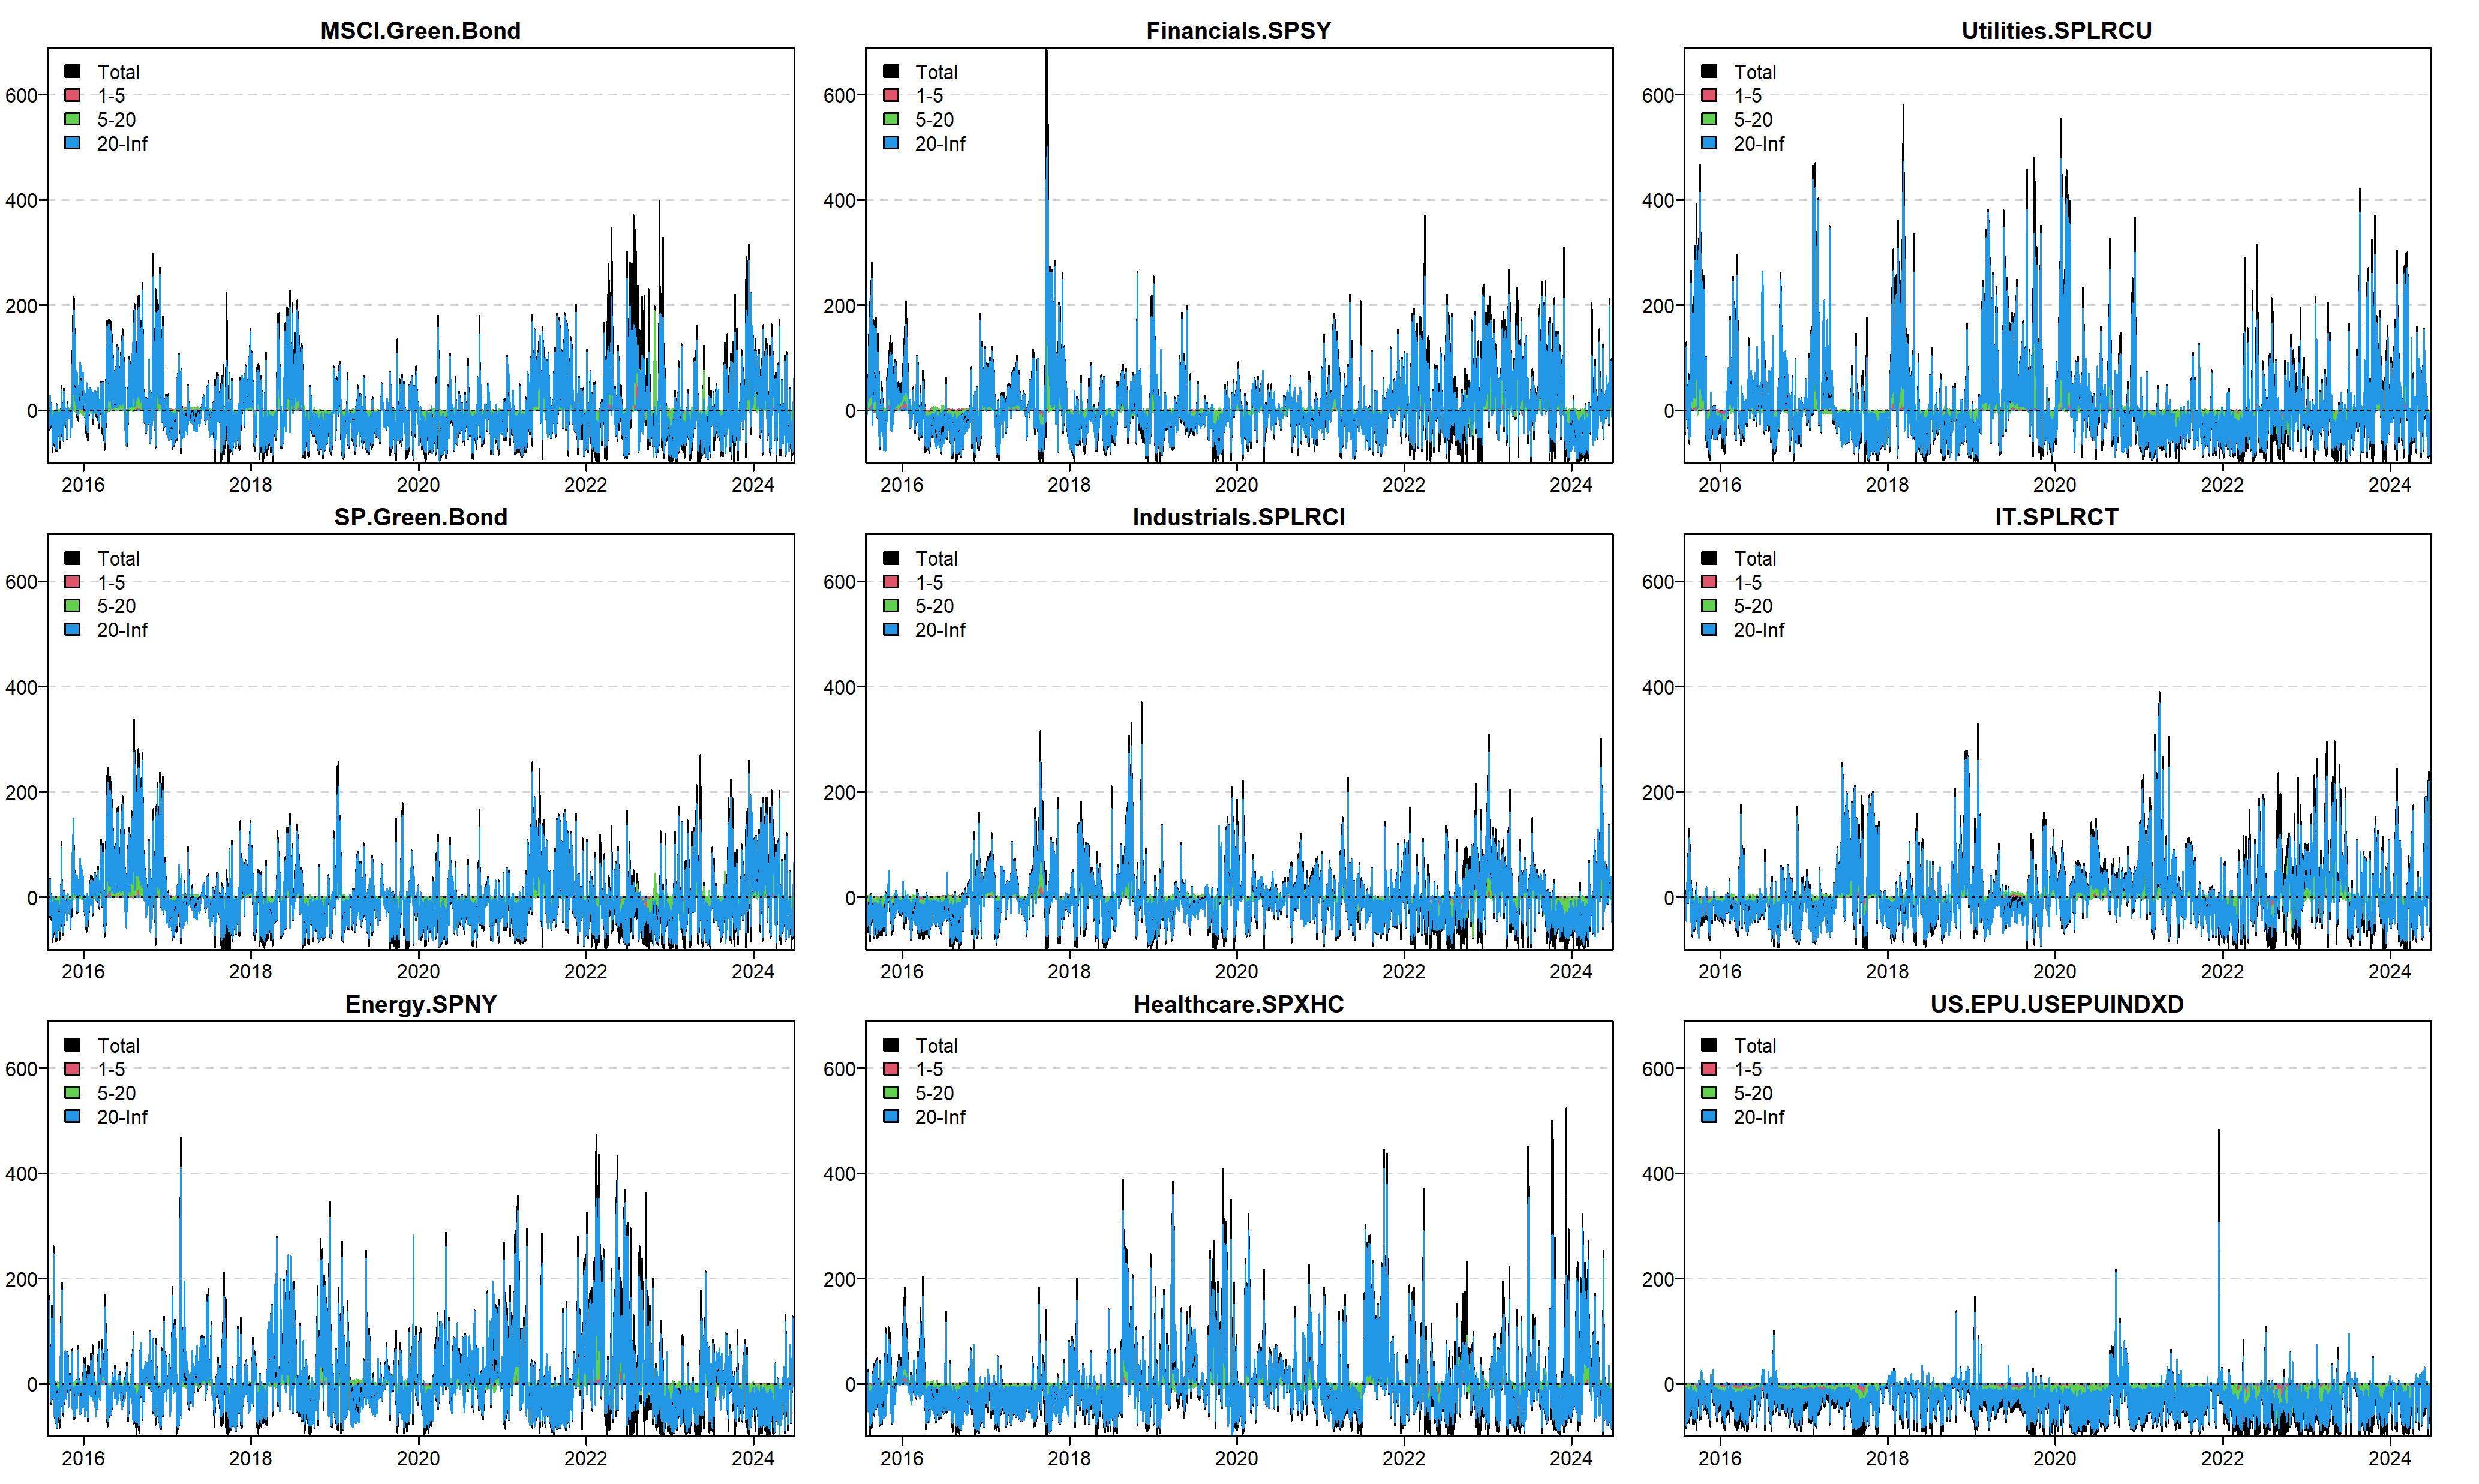 MSCI.Green.Bond
Total
1-5
5-20
20-Inf
600
400
200
0
2016 2018 2020 2022 2024
Financials.SPSY
Total
1-5
5-20
20-Inf
600
400
200
0
2016 2018 2020 2022 2024
Utilities.SPLRCU
Total
1-5
5-20
20-Inf
600
400
200
0
2016 2018 2020 2022 2024
SP.Green.Bond
Total
1-5
5-20
20-Inf
600
400
200
0
2016 2018 2020 2022 2024
Industrials.SPLRCI
Total
1-5
5-20
20-Inf
600
400
200
0
2016 2018 2020 2022 2024
IT.SPLRCT
Total
1-5
5-20
20-Inf
600
400
200
0
2016 2018 2020 2022 2024
Energy.SPNY
Total
1-5
5-20
20-Inf
600
400
200
0
2016 2018 2020 2022 2024
Healthcare.SPXHC
Total
1-5
5-20
20-Inf
600
400
200
0
2016 2018 2020 2022 2024
US.EPU.USEPUINDXD
Total
1-5
5-20
20-Inf
600
400
200
0
2016 2018 2020 2022 2024